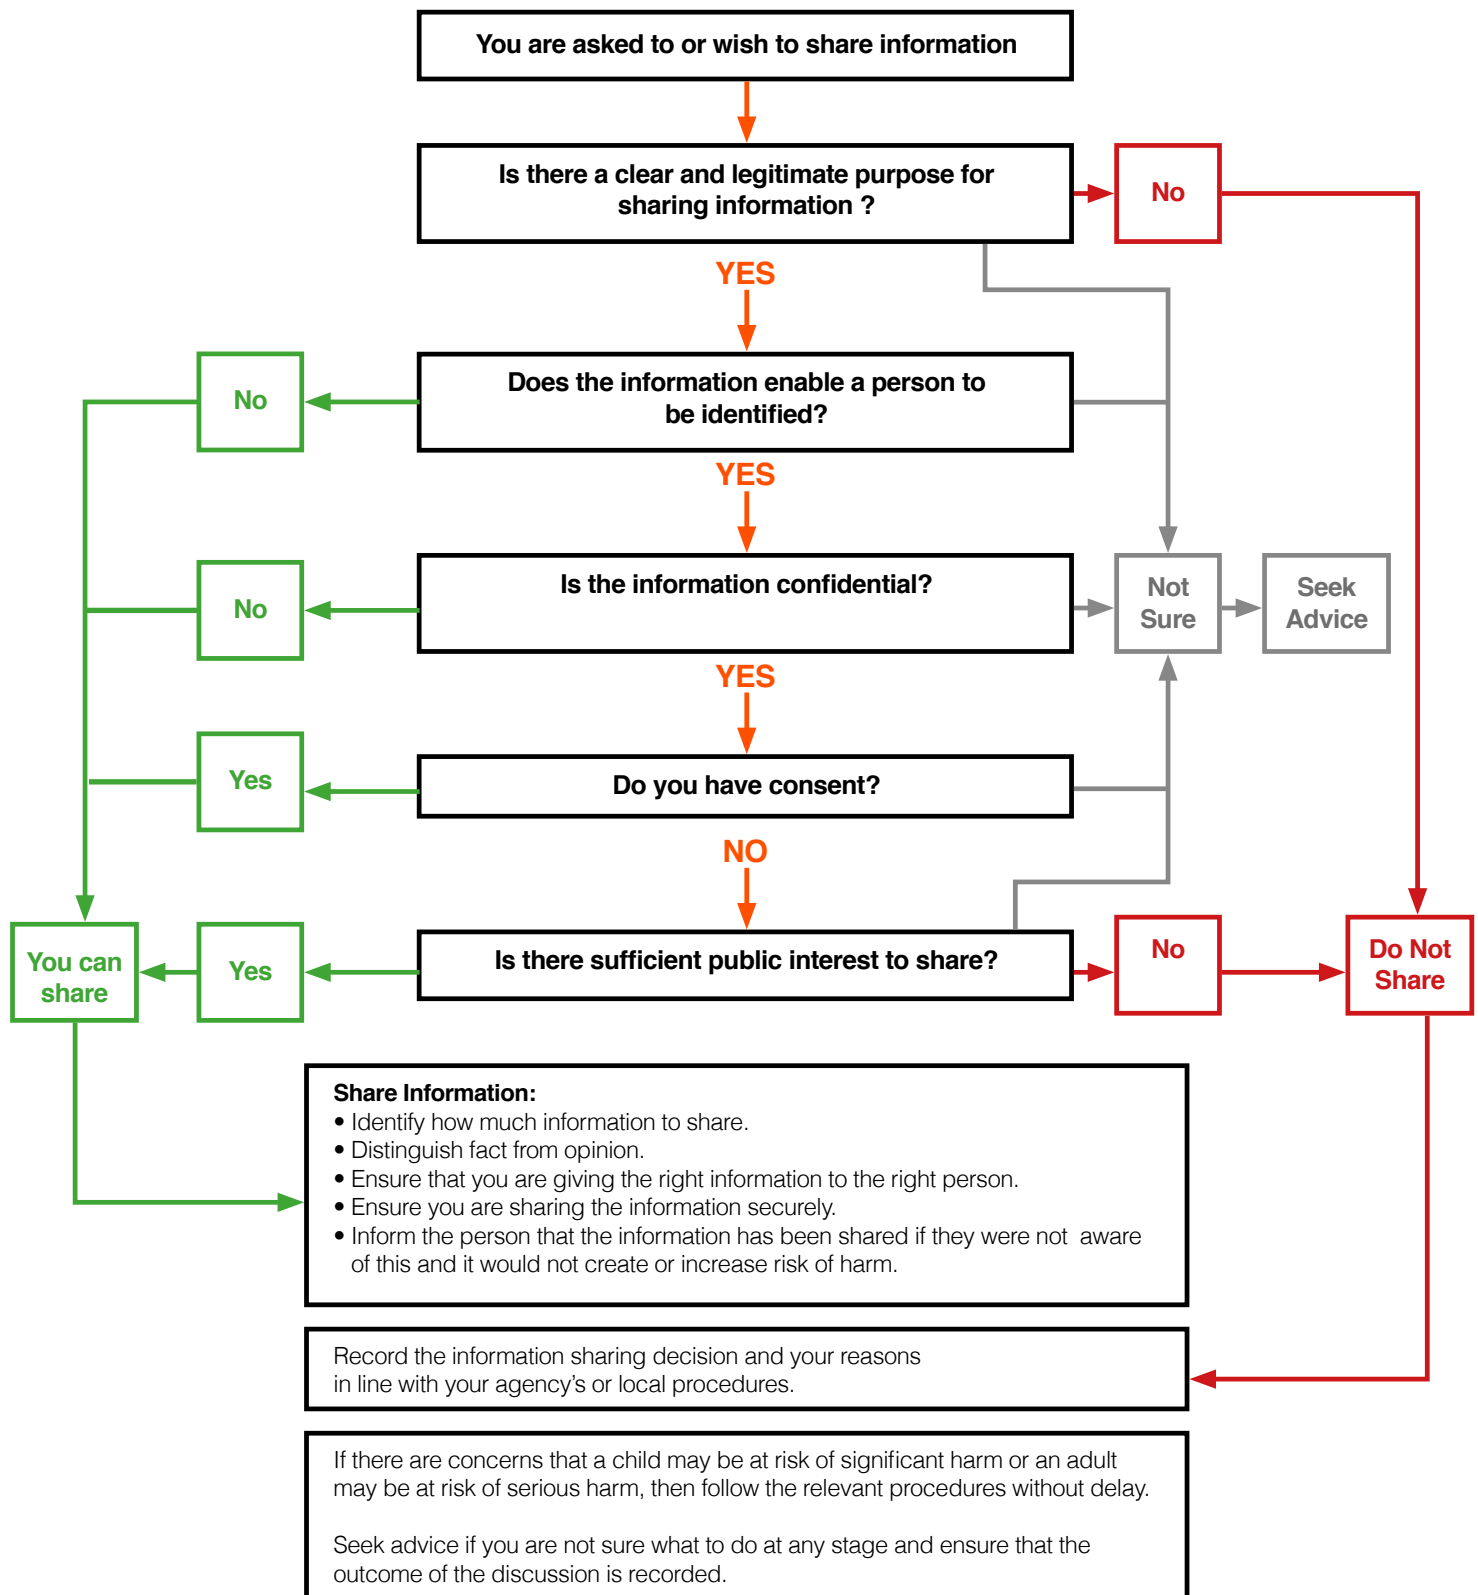 You are asked to or wish to share information
Is there a clear and legitimate purpose for
sharing information ?
No
YES
Does the information enable a person to
be identified?
No
YES
Is the information confidential?
No
Not
Sure
Seek
Advice
YES
Do you have consent?
Yes
NO
Is there sufficient public interest to share?
Yes
You can
share
No
Do Not
Share
Share Information:
• Identify how much information to share.
• Distinguish fact from opinion.
• Ensure that you are giving the right information to the right person.
• Ensure you are sharing the information securely.
• Inform the person that the information has been shared if they were not  aware
of this and it would not create or increase risk of harm.
Record the information sharing decision and your reasons
in line with your agency’s or local procedures.
If there are concerns that a child may be at risk of significant harm or an adult
may be at risk of serious harm, then follow the relevant procedures without delay.
Seek advice if you are not sure what to do at any stage and ensure that the
outcome of the discussion is recorded.